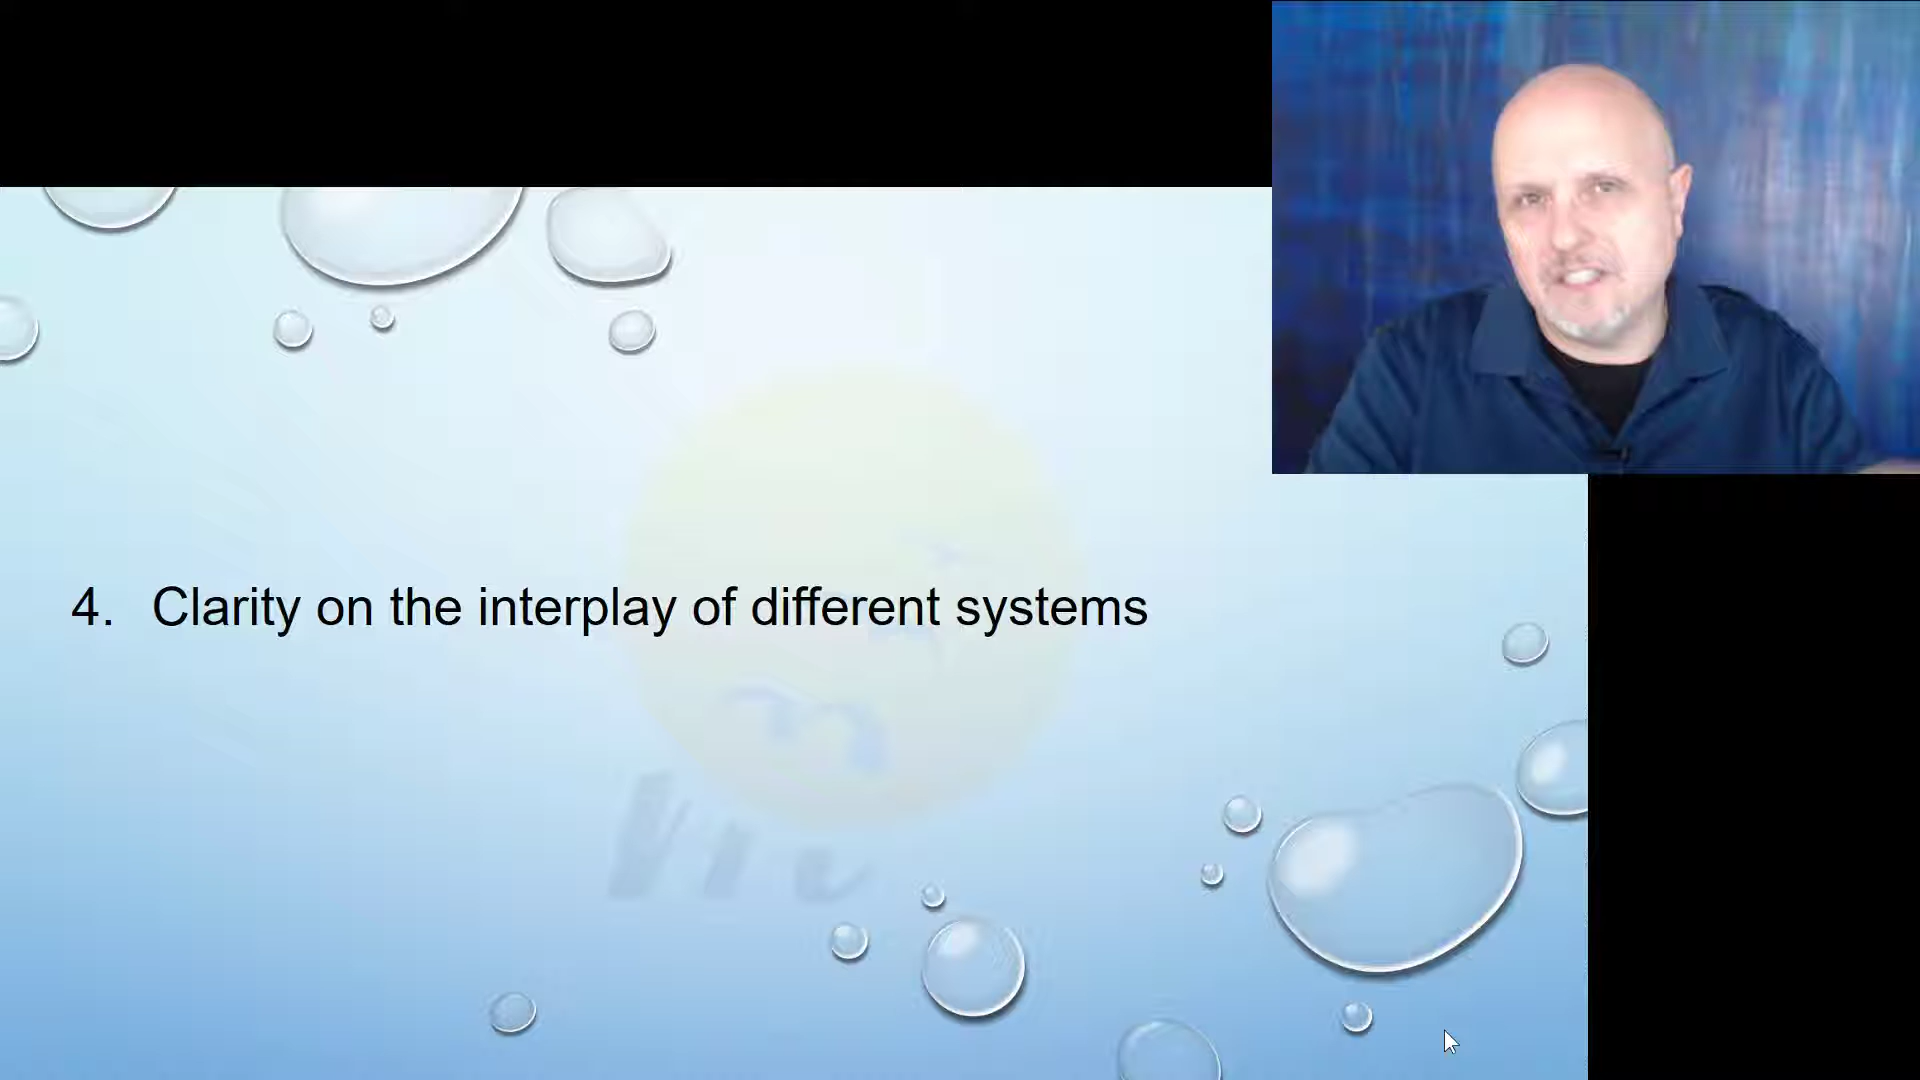 4. Clarity on the interplay of different systems